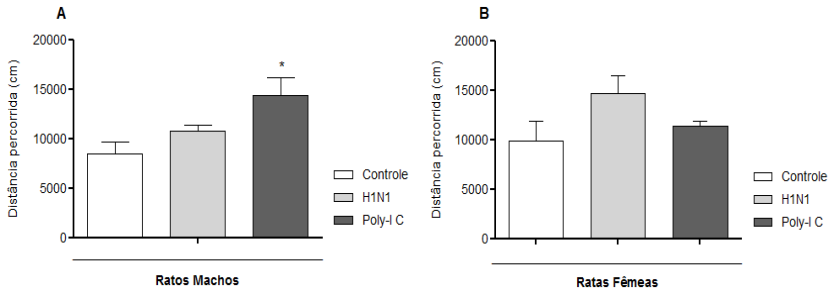 A
Distância percorrida (cm)
20000
15000
10000
5000
0
*
Controle
H1N1
Poly-I C
Ratos Machos
B
Distância percorrida (cm)
20000
15000
10000
5000
0
Controle
H1N1
Poly-I C
Ratas Fêmeas